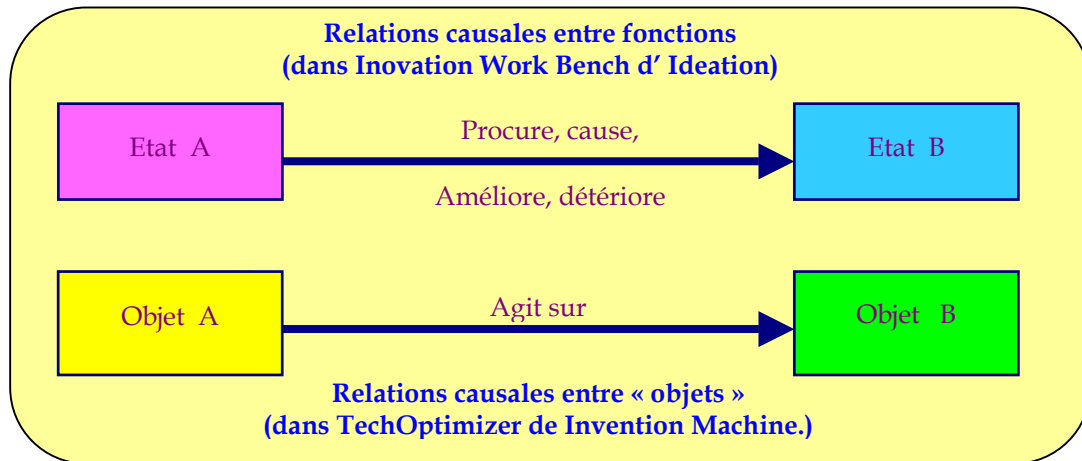 Relations causales entre fonctions
(dans Inovation Work Bench d' Ideation)
Etat A
Procure, cause,
Améliore, détériore
Etat B
Objet A
Agit sur
Objet B
Relations causales entre « objets »
(dans TechOptimizer de Invention Machine.)